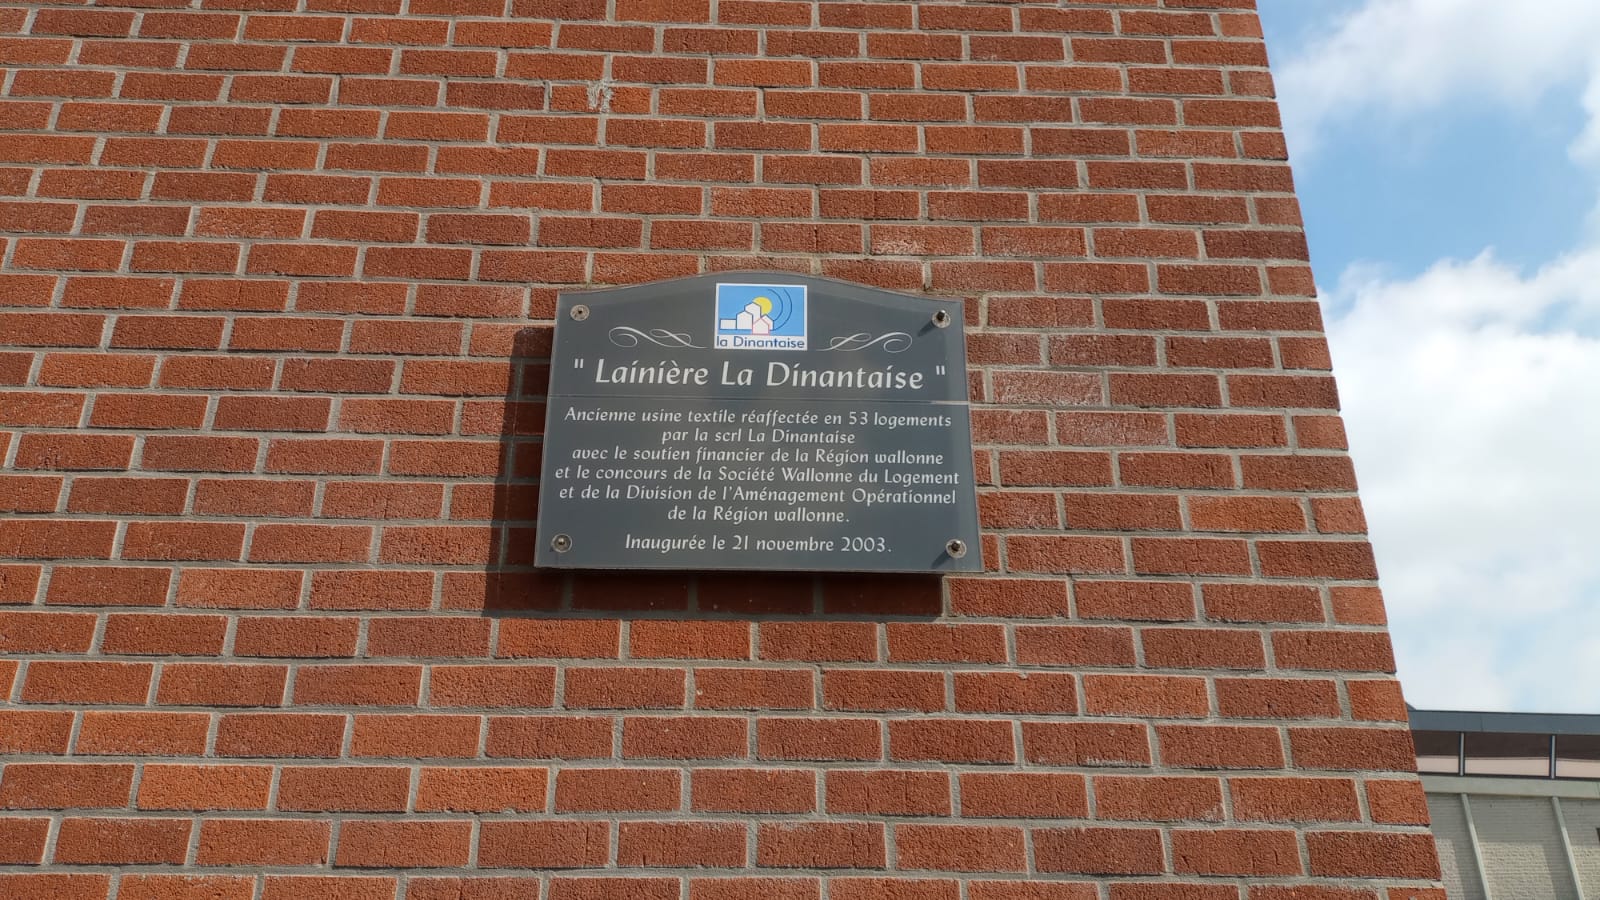 la Dinantaise
" Lainière La Dinantaise "
Ancienne usine textile réaffectée en 53 logements
par la scrl La Dinantaise
avec le soutien financier de la Région wallonne
et le concours de la Société Wallonne du Logement
et de la Division de l'Aménagement Opérationnel
de la Région wallonne.
Inaugurée le 21 novembre 2003.